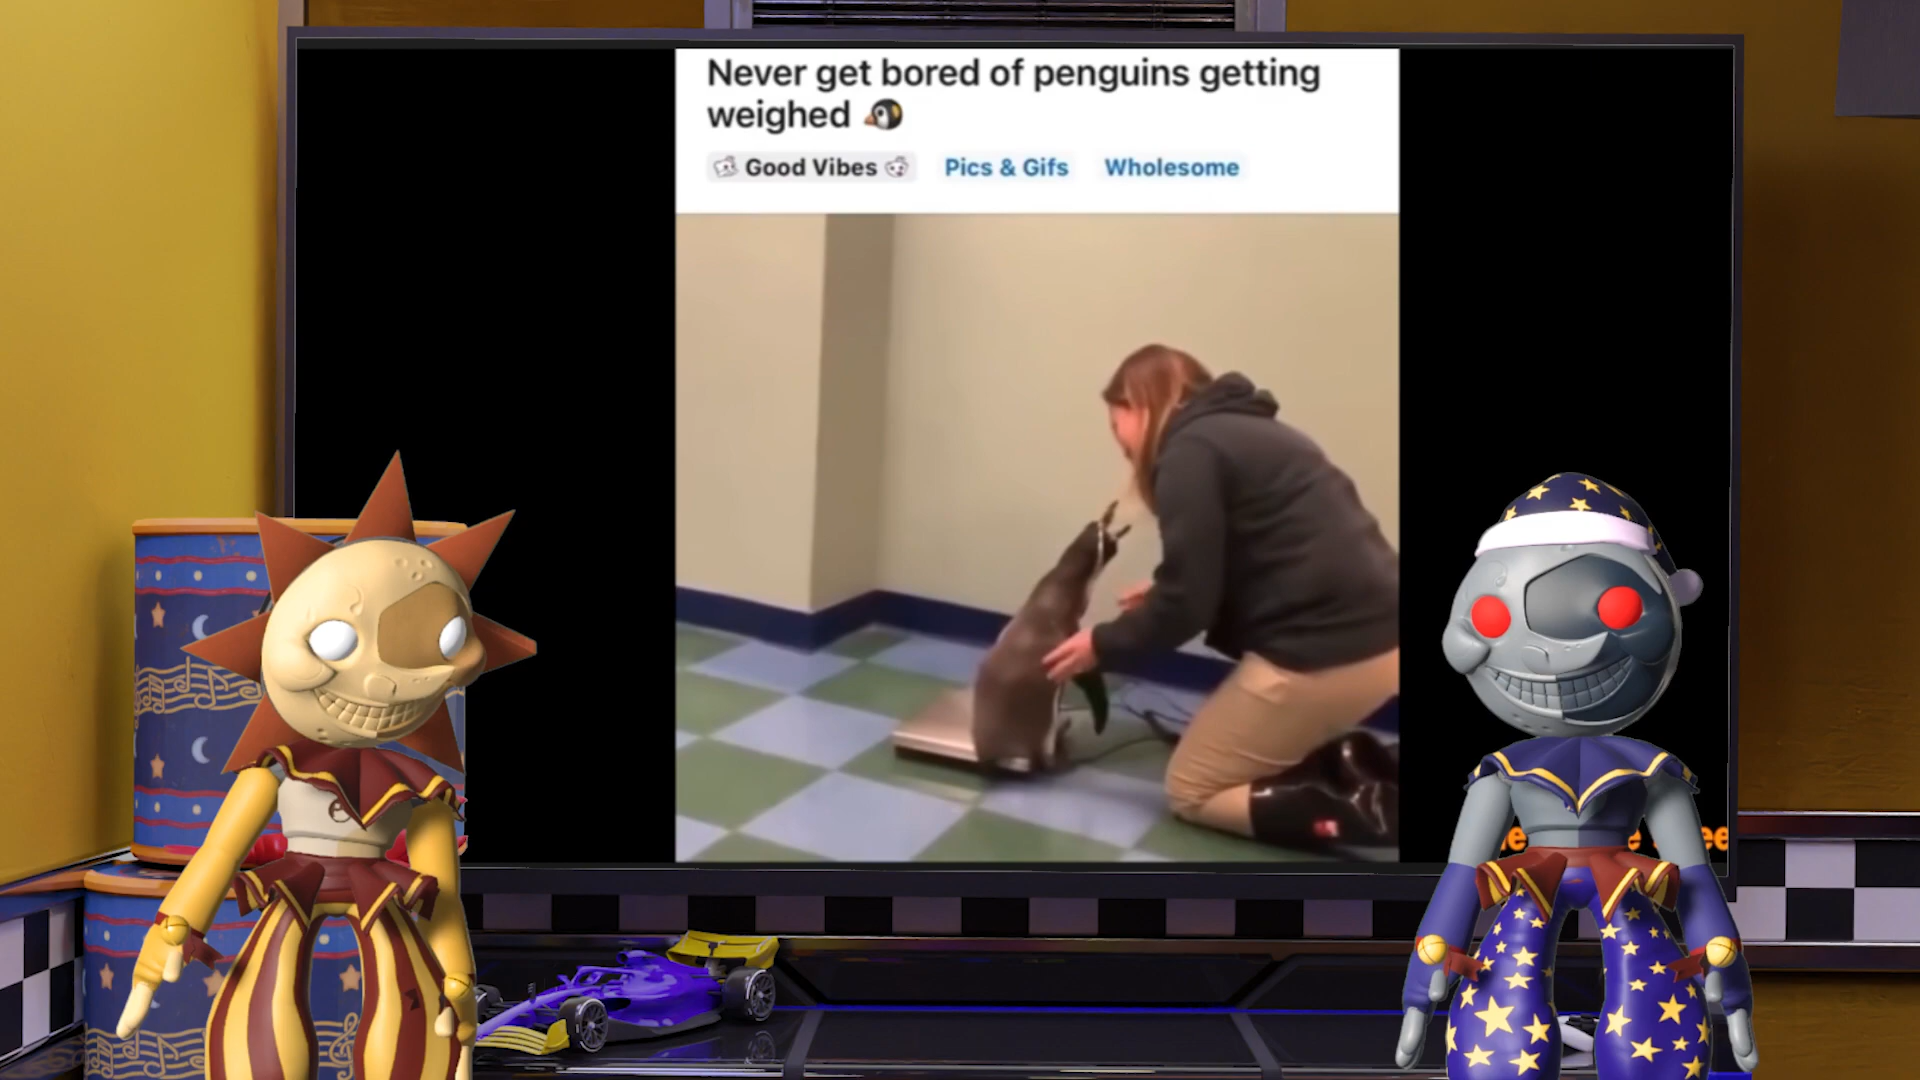 Never get bored of penguins getting
weighed 🐧
Good Vibes Pics & Gifs Wholesome